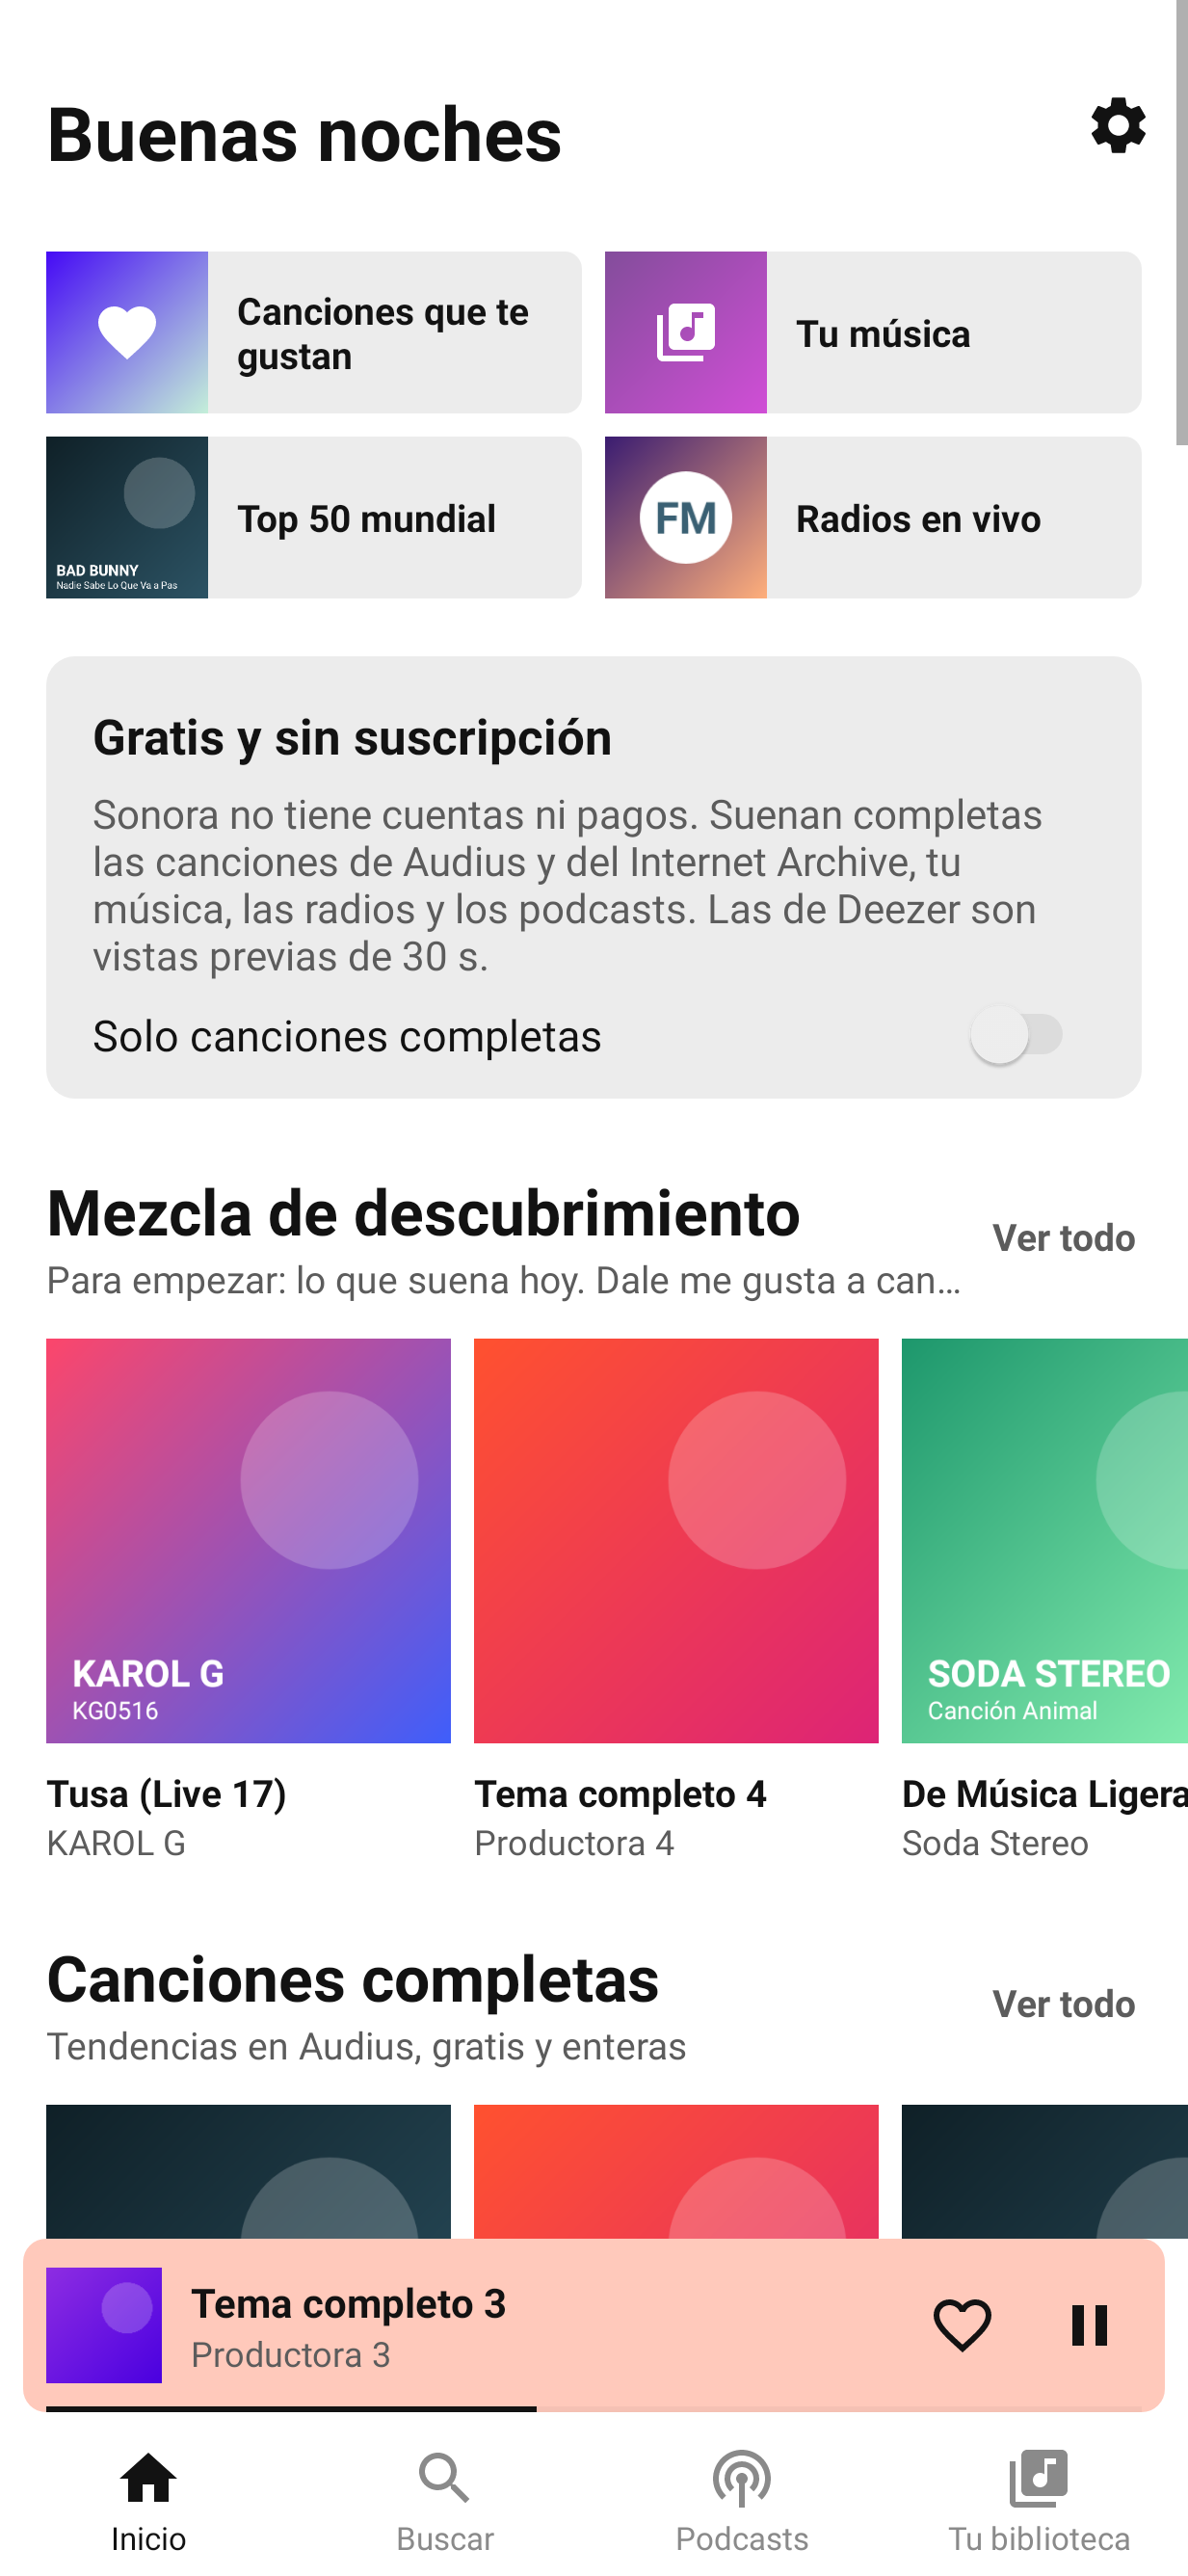 Buenas noches
Canciones que te
gustan
Tu música
BAD BUNNY
Nadie Sabe Lo Que Va a Pas
Top 50 mundial
FM
Radios en vivo
Gratis y sin suscripción
Sonora no tiene cuentas ni pagos. Suenan completas
las canciones de Audius y del Internet Archive, tu
música, las radios y los podcasts. Las de Deezer son
vistas previas de 30 s.
Solo canciones completas
Mezcla de descubrimiento
Ver todo
Para empezar: lo que suena hoy. Dale me gusta a can...
KAROL G
KG0516
SODA STEREO
Canción Animal
Tusa (Live 17)
KAROL G
Tema completo 4
Productora 4
De Música Ligera
Soda Stereo
Canciones completas
Ver todo
Tendencias en Audius, gratis y enteras
Tema completo 3
Productora 3
Inicio
Buscar
Podcasts
Tu biblioteca